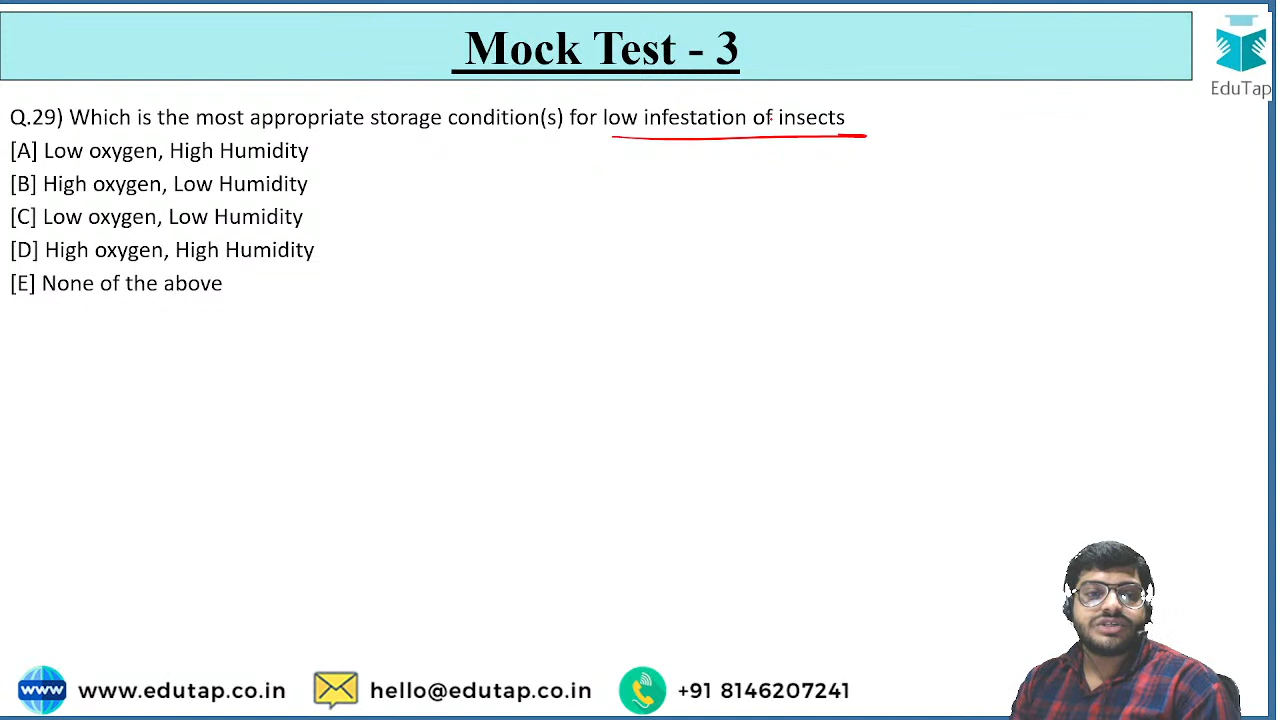 Mock Test - 3
EduTap
Q.29) Which is the most appropriate storage condition(s) for low infestation of insects
[A] Low oxygen, High Humidity
[B] High oxygen, Low Humidity
[C] Low oxygen, Low Humidity
[D] High oxygen, High Humidity
[E] None of the above
www www.edutap.co.in hello@edutap.co.in +91 8146207241